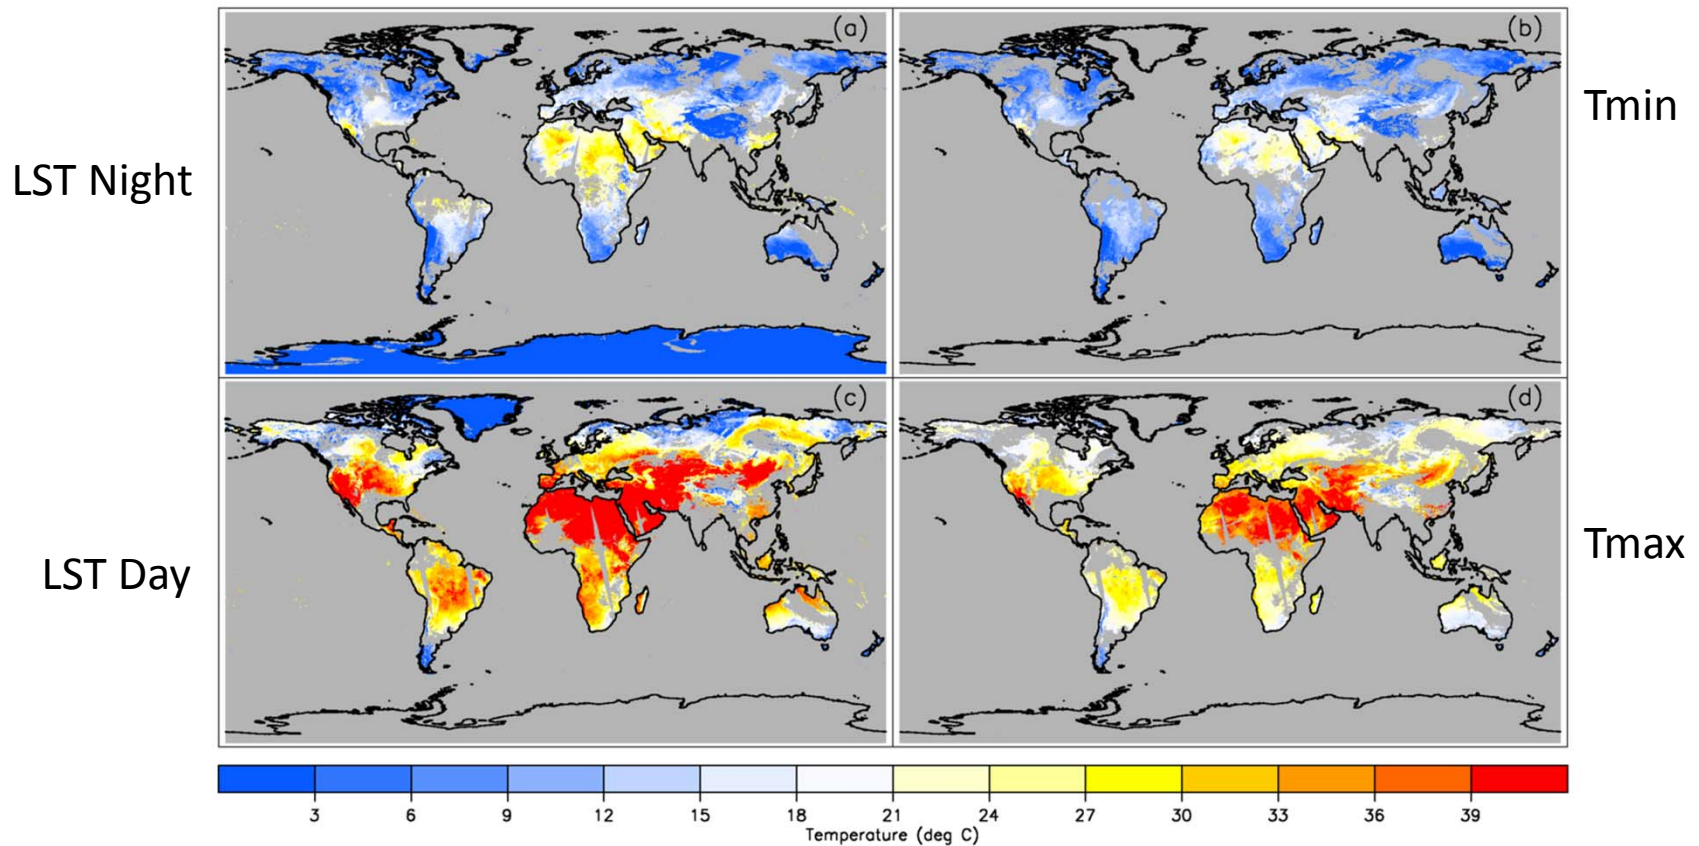 (a)
(b)
LST Night
Tmin
(c)
(d)
LST Day
Tmax
3 6 9 12 15 18 21 24 27 30 33 36 39
Temperature (deg C)